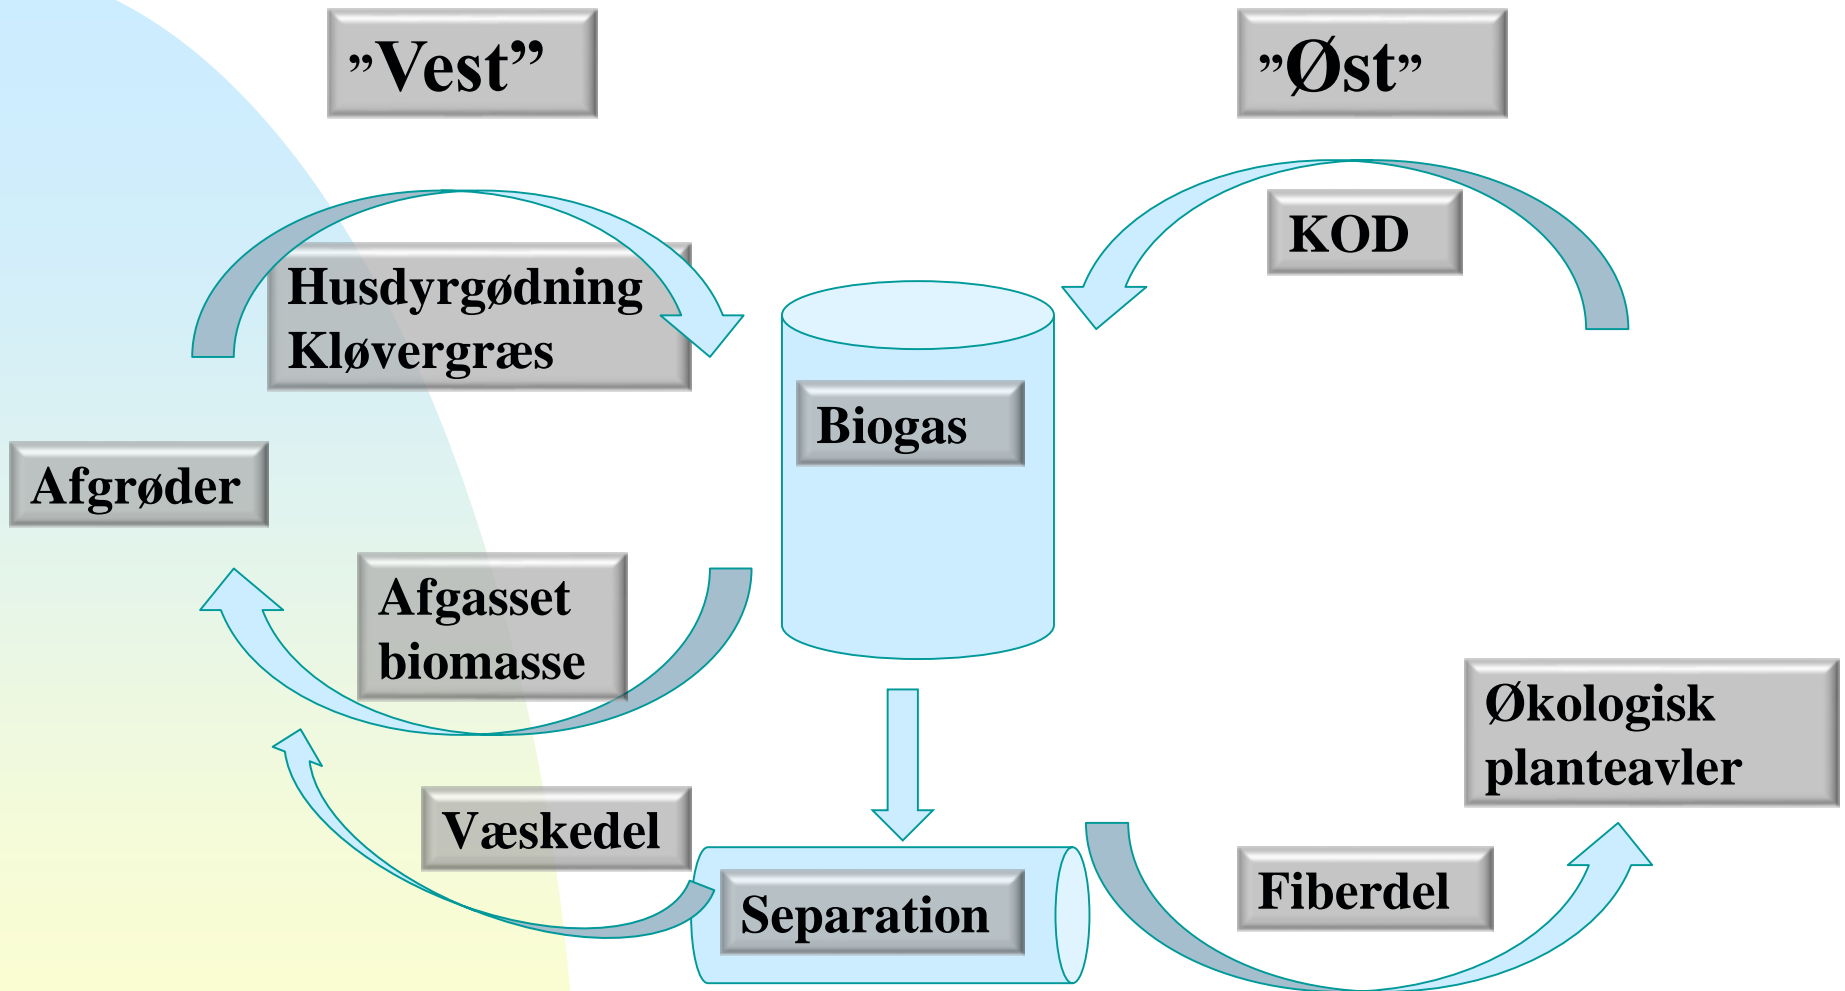 ”Vest”
”Øst”
KOD
Husdyrgødning
Kløvergræs
Biogas
Afgrøder
Afgasset
biomasse
Økologisk
planteavler
Væskedel
Fiberdel
Separation